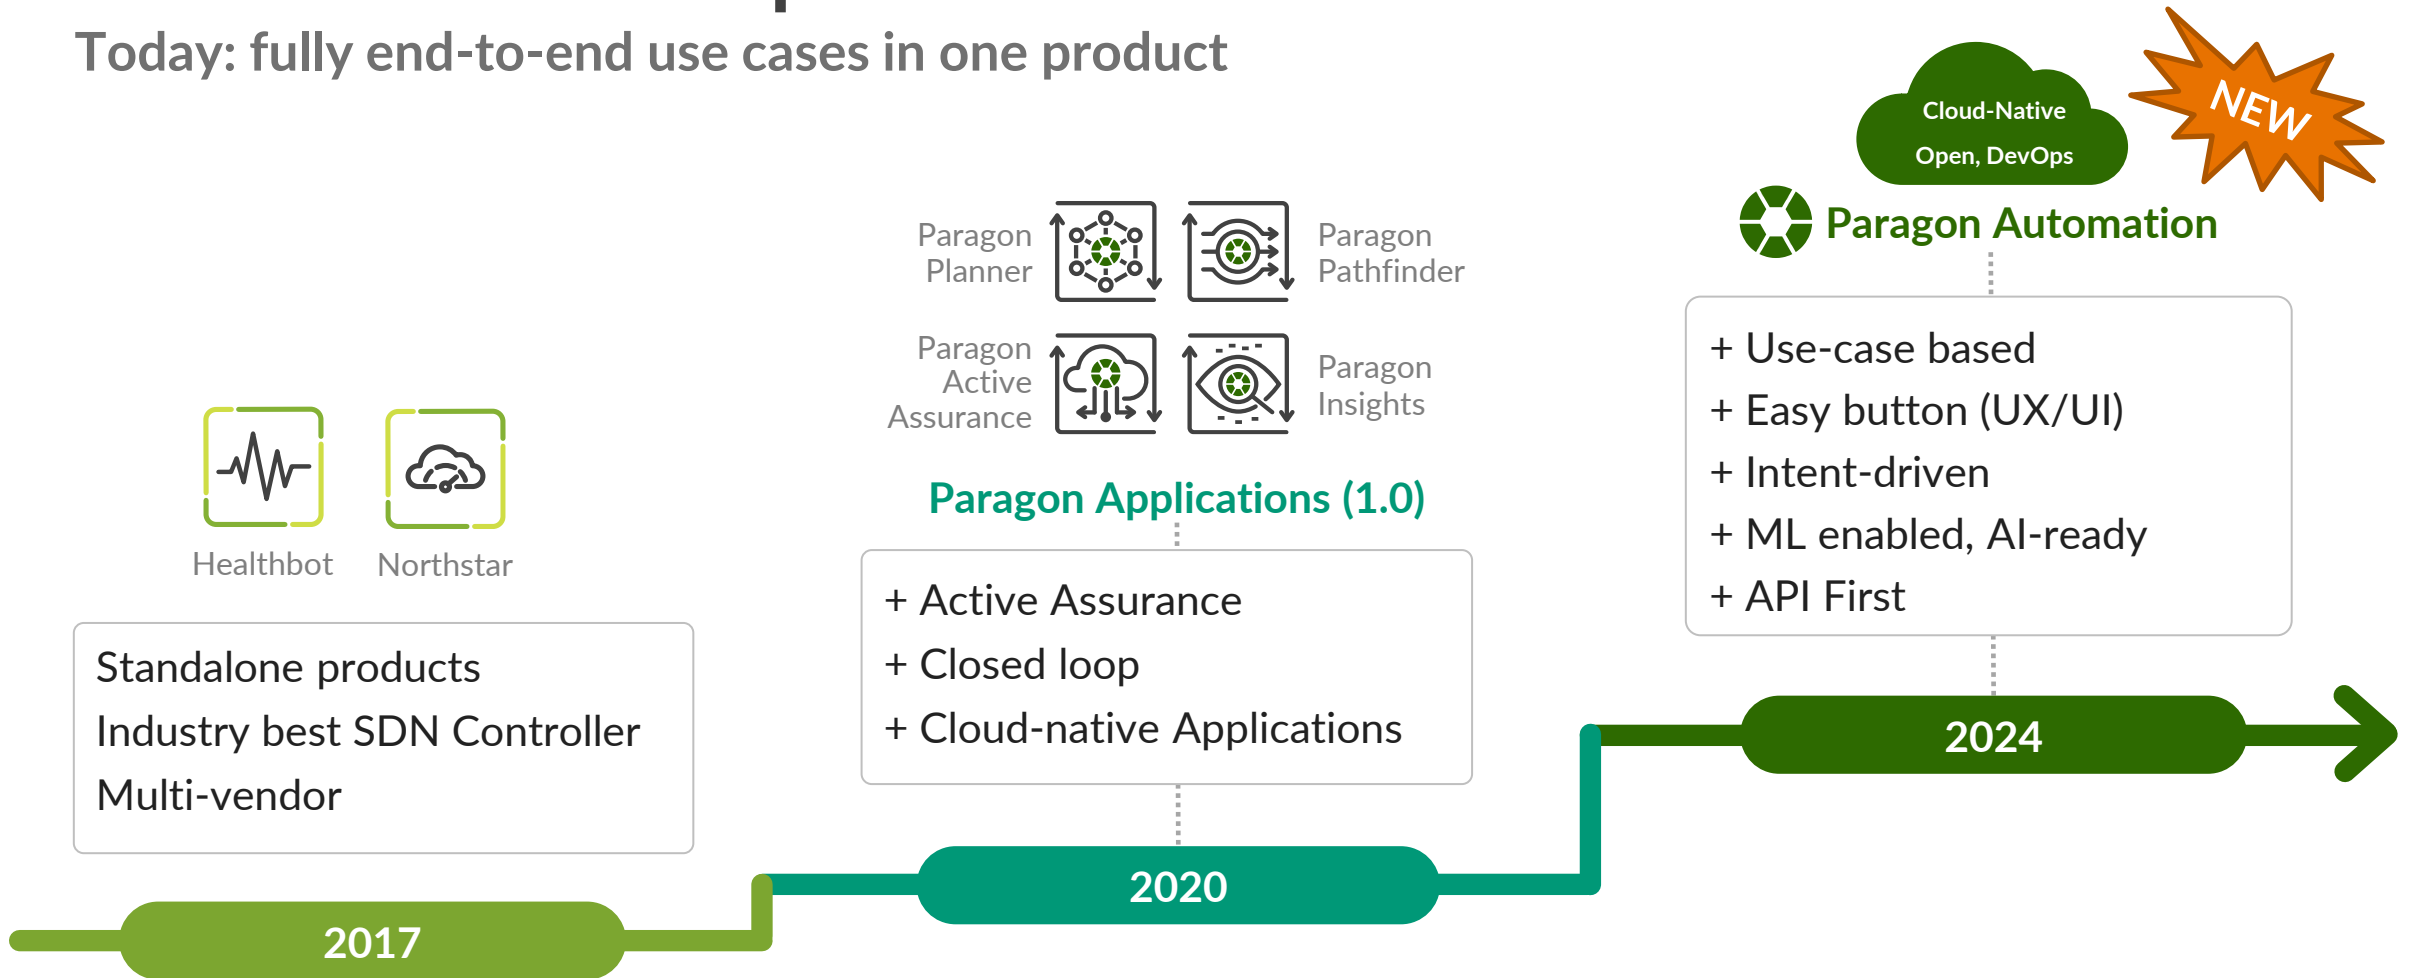 Today: fully end-to-end use cases in one product
Healthbot
Northstar
Standalone products
Industry best SDN Controller
Multi-vendor
2017
Paragon
Planner
Paragon
Pathfinder
Paragon
Active
Assurance
Paragon
Insights
Paragon Applications (1.0)
+ Active Assurance
+ Closed loop
+ Cloud-native Applications
2020
Cloud-Native
Open, DevOps
NEW
Paragon Automation
+ Use-case based
+ Easy button (UX/UI)
+ Intent-driven
+ ML enabled, AI-ready
+ API First
2024